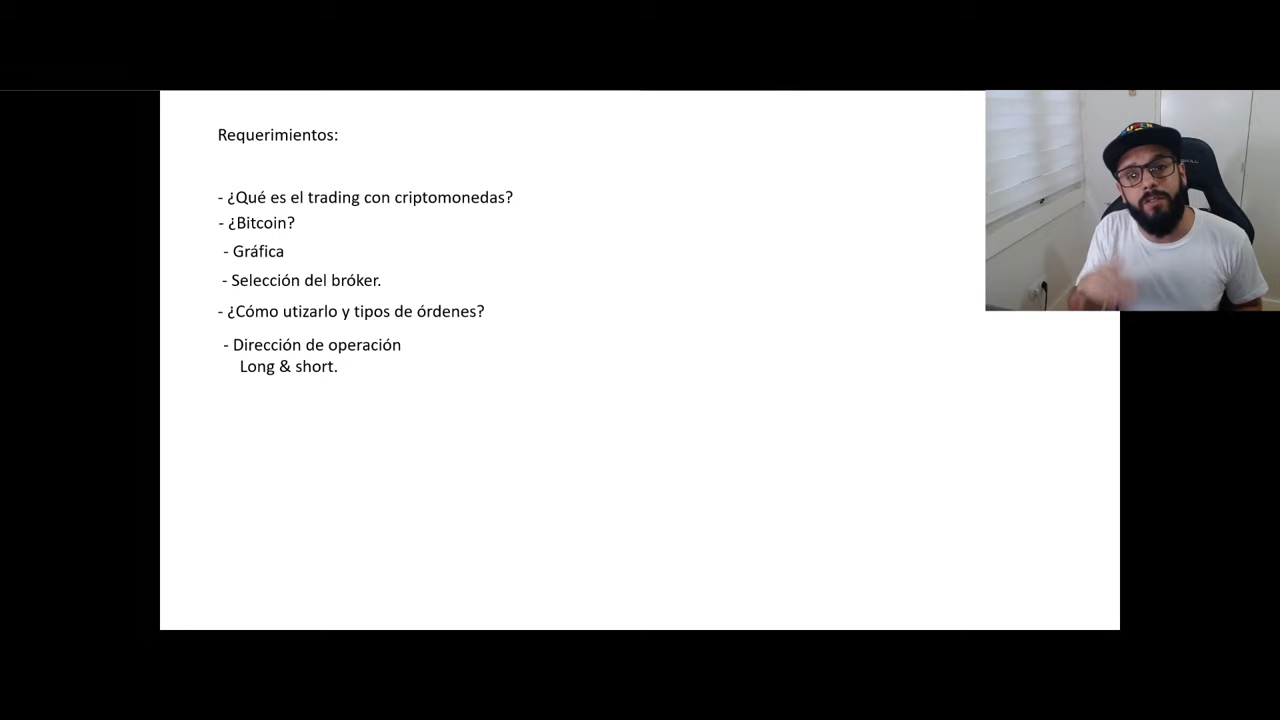 Requerimientos:
- ¿Qué es el trading con criptomonedas?
- ¿Bitcoin?
- Gráfica
- Selección del bróker.
- ¿Cómo utizarlo y tipos de órdenes?
- Dirección de operación
Long & short.